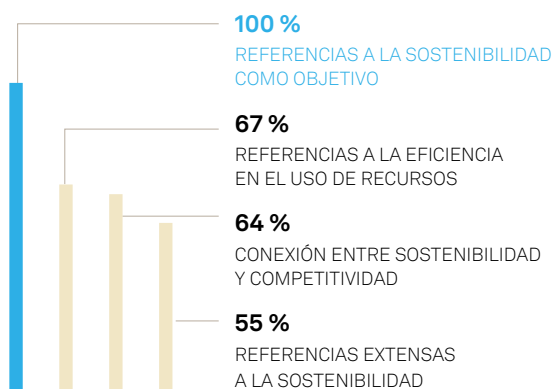 100 %
REFERENCIAS A LA SOSTENIBILIDAD
COMO OBJETIVO
67 %
REFERENCIAS A LA EFICIENCIA
EN EL USO DE RECURSOS
64 %
CONEXIÓN ENTRE SOSTENIBILIDAD
Y COMPETITIVIDAD
55 %
REFERENCIAS EXTENSAS
A LA SOSTENIBILIDAD